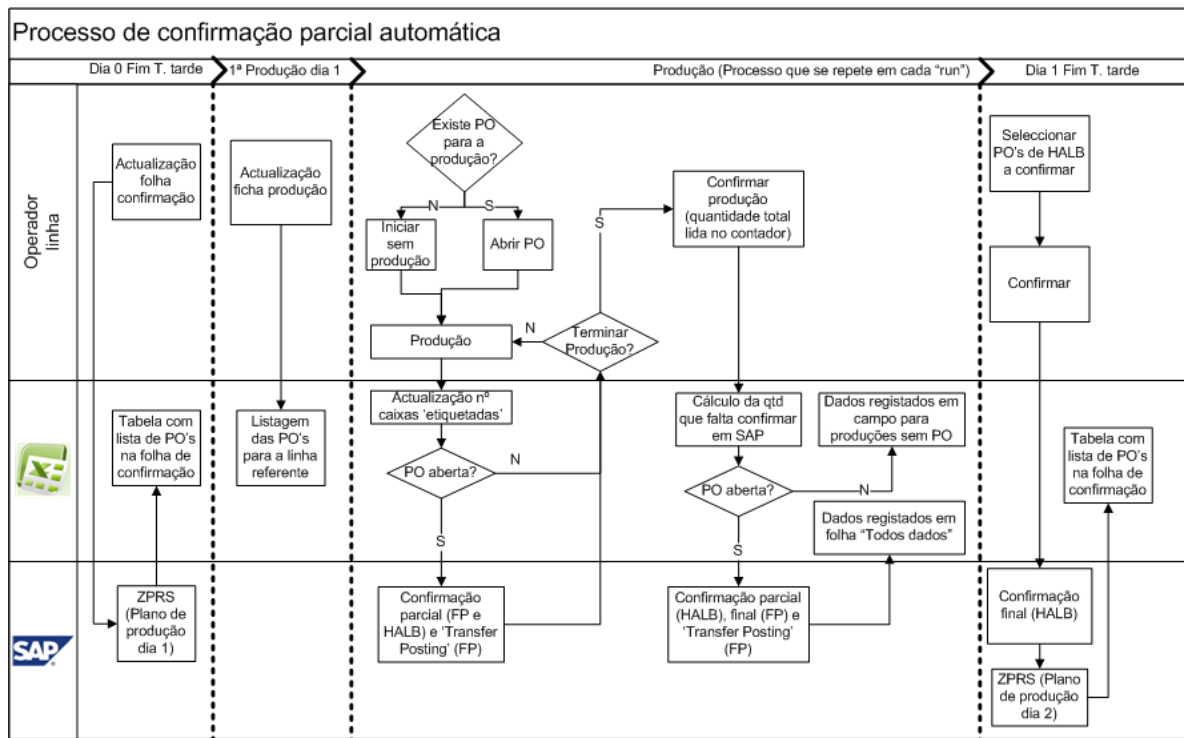 Processo de confirmação parcial automática
Dia 0 Fim T. tarde
1ª Produção dia 1
Produção (Processo que se repete em cada “run”)
Dia 1 Fim T. tarde
Operador
linha
Actualização
folha
confirmação
Actualização
ficha produção
Existe PO
para a
produção?
N
S
Iniciar
sem
produção
Abrir PO
Produção
N
Terminar
Produção?
S
Confirmar
produção
(quantidade total
lida no contador)
Seleccionar
PO's de HALB
a confirmar
Confirmar
Tabela com
lista de PO’s
na folha de
confirmação
Listagem
das PO’s
para a linha
referente
Actualização nº
caixas ‘etiquetadas’
PO aberta?
N
S
Cálculo da qtd
que falta confirmar
em SAP
PO aberta?
N
S
Dados registados em
campo para
produções sem PO
Dados registados em
folha “Todos dados”
Tabela com
lista de PO’s
na folha de
confirmação
SAP
ZPRS
(Plano de
produção
dia 1)
Confirmação
parcial (FP e
HALB) e ‘Transfer
Posting’ (FP)
Confirmação parcial
(HALB), final (FP) e
‘Transfer Posting’
(FP)
Confirmação
final (HALB)
ZPRS (Plano
de produção
dia 2)